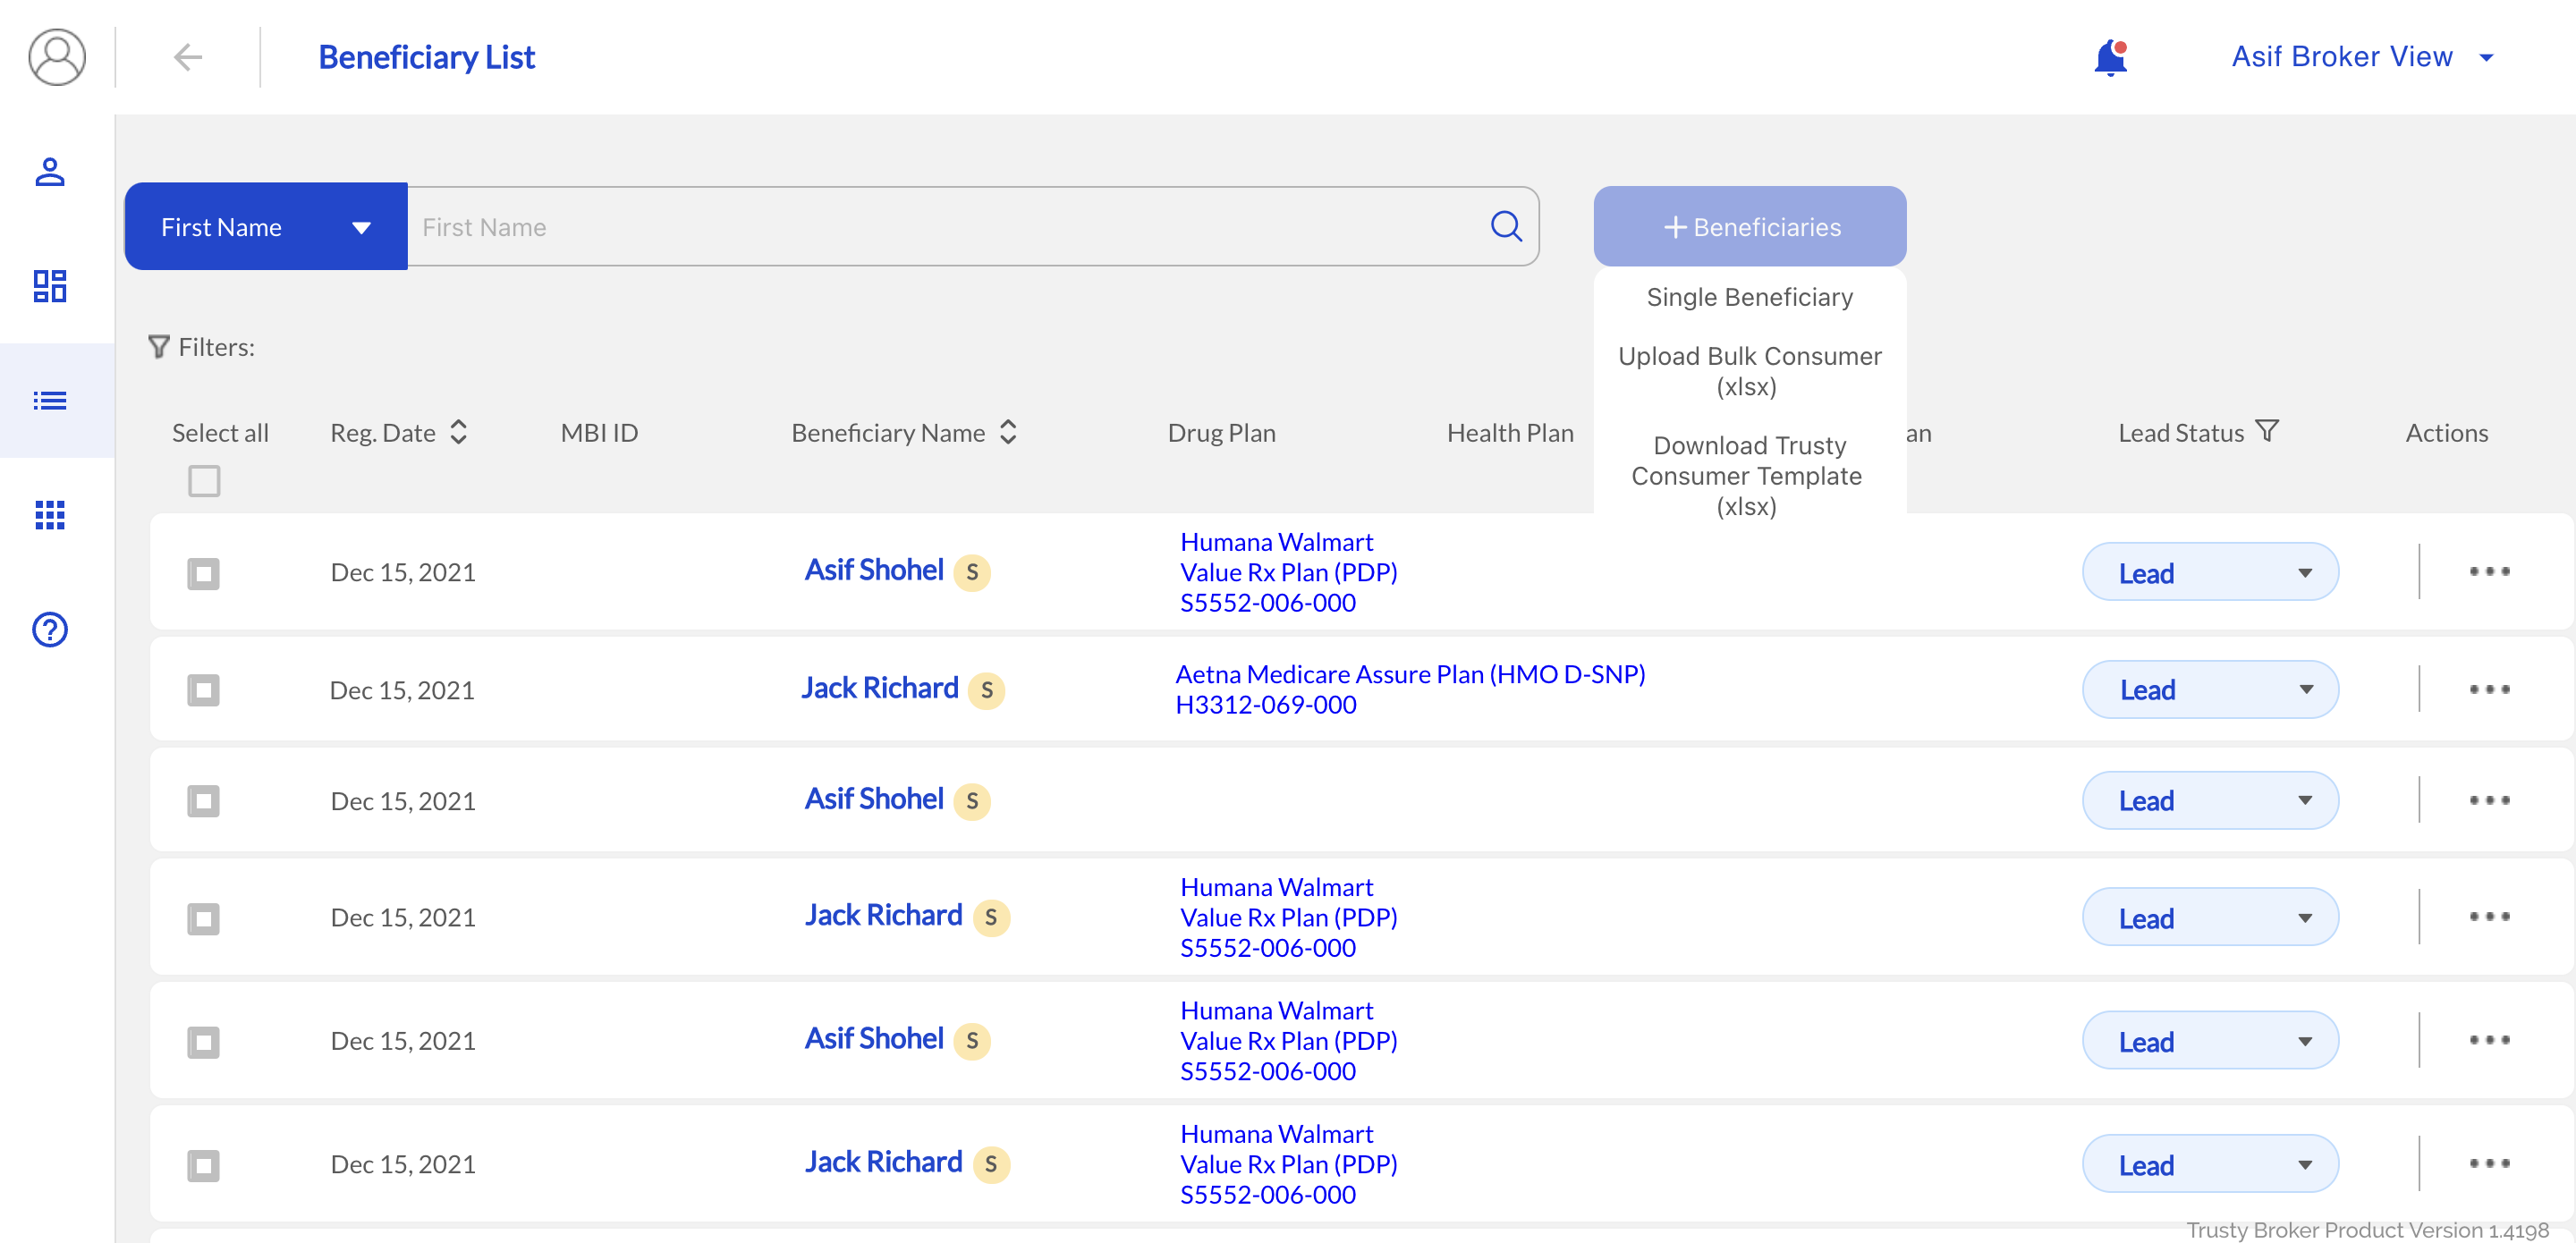 Beneficiary List
Asif Broker View
First Name
First Name
+ Beneficiaries
Single Beneficiary
Upload Bulk Consumer
(xlsx)
Download Trusty
Consumer Template
(xlsx)
Filters:
Select all Reg. Date MBI ID Beneficiary Name Drug Plan Health Plan an Lead Status Actions
Dec 15, 2021 Asif Shohel S
Humana Walmart
Value Rx Plan (PDP)
S5552-006-000
Lead
Dec 15, 2021 Jack Richard S
Aetna Medicare Assure Plan (HMO D-SNP)
H3312-069-000
Lead
Dec 15, 2021 Asif Shohel S
Lead
Dec 15, 2021 Jack Richard S
Humana Walmart
Value Rx Plan (PDP)
S5552-006-000
Lead
Dec 15, 2021 Asif Shohel S
Humana Walmart
Value Rx Plan (PDP)
S5552-006-000
Lead
Dec 15, 2021 Jack Richard S
Humana Walmart
Value Rx Plan (PDP)
S5552-006-000
Lead
Trusty Broker Product Version 1.4198